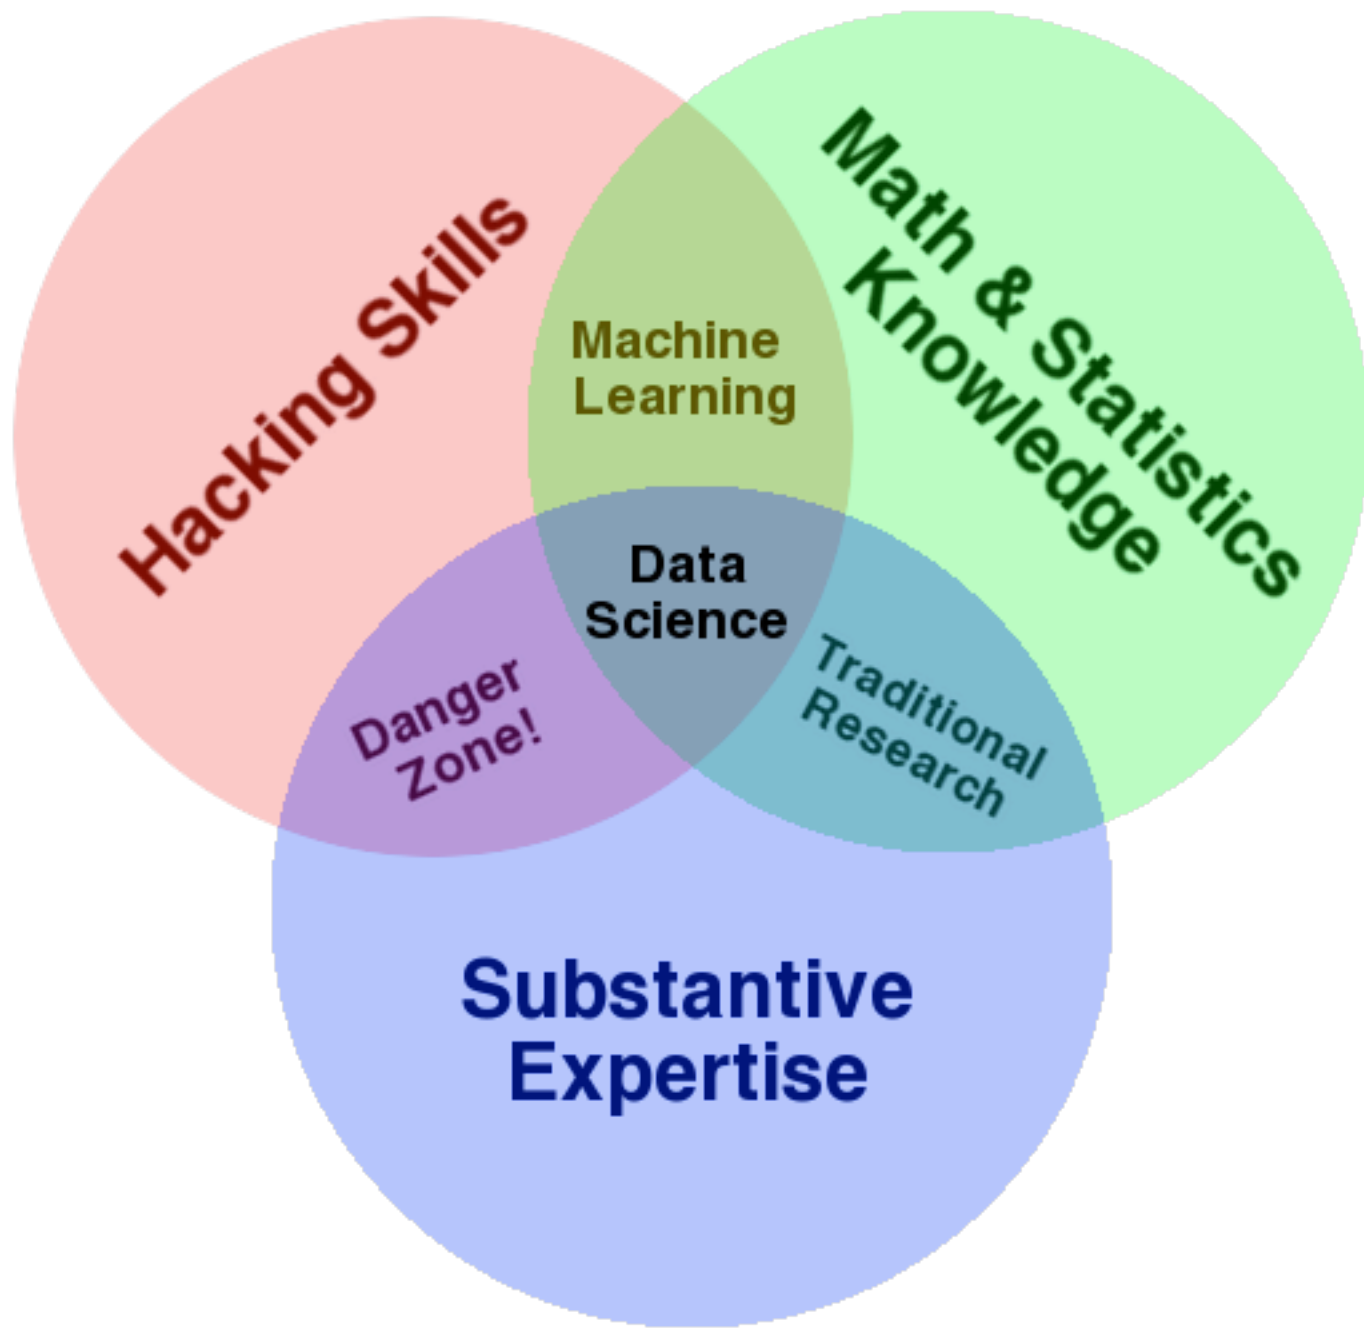 Hacking Skills
Math & Statistics
Knowledge
Machine
Learning
Data
Science
Danger
Zone!
Traditional
Research
Substantive
Expertise